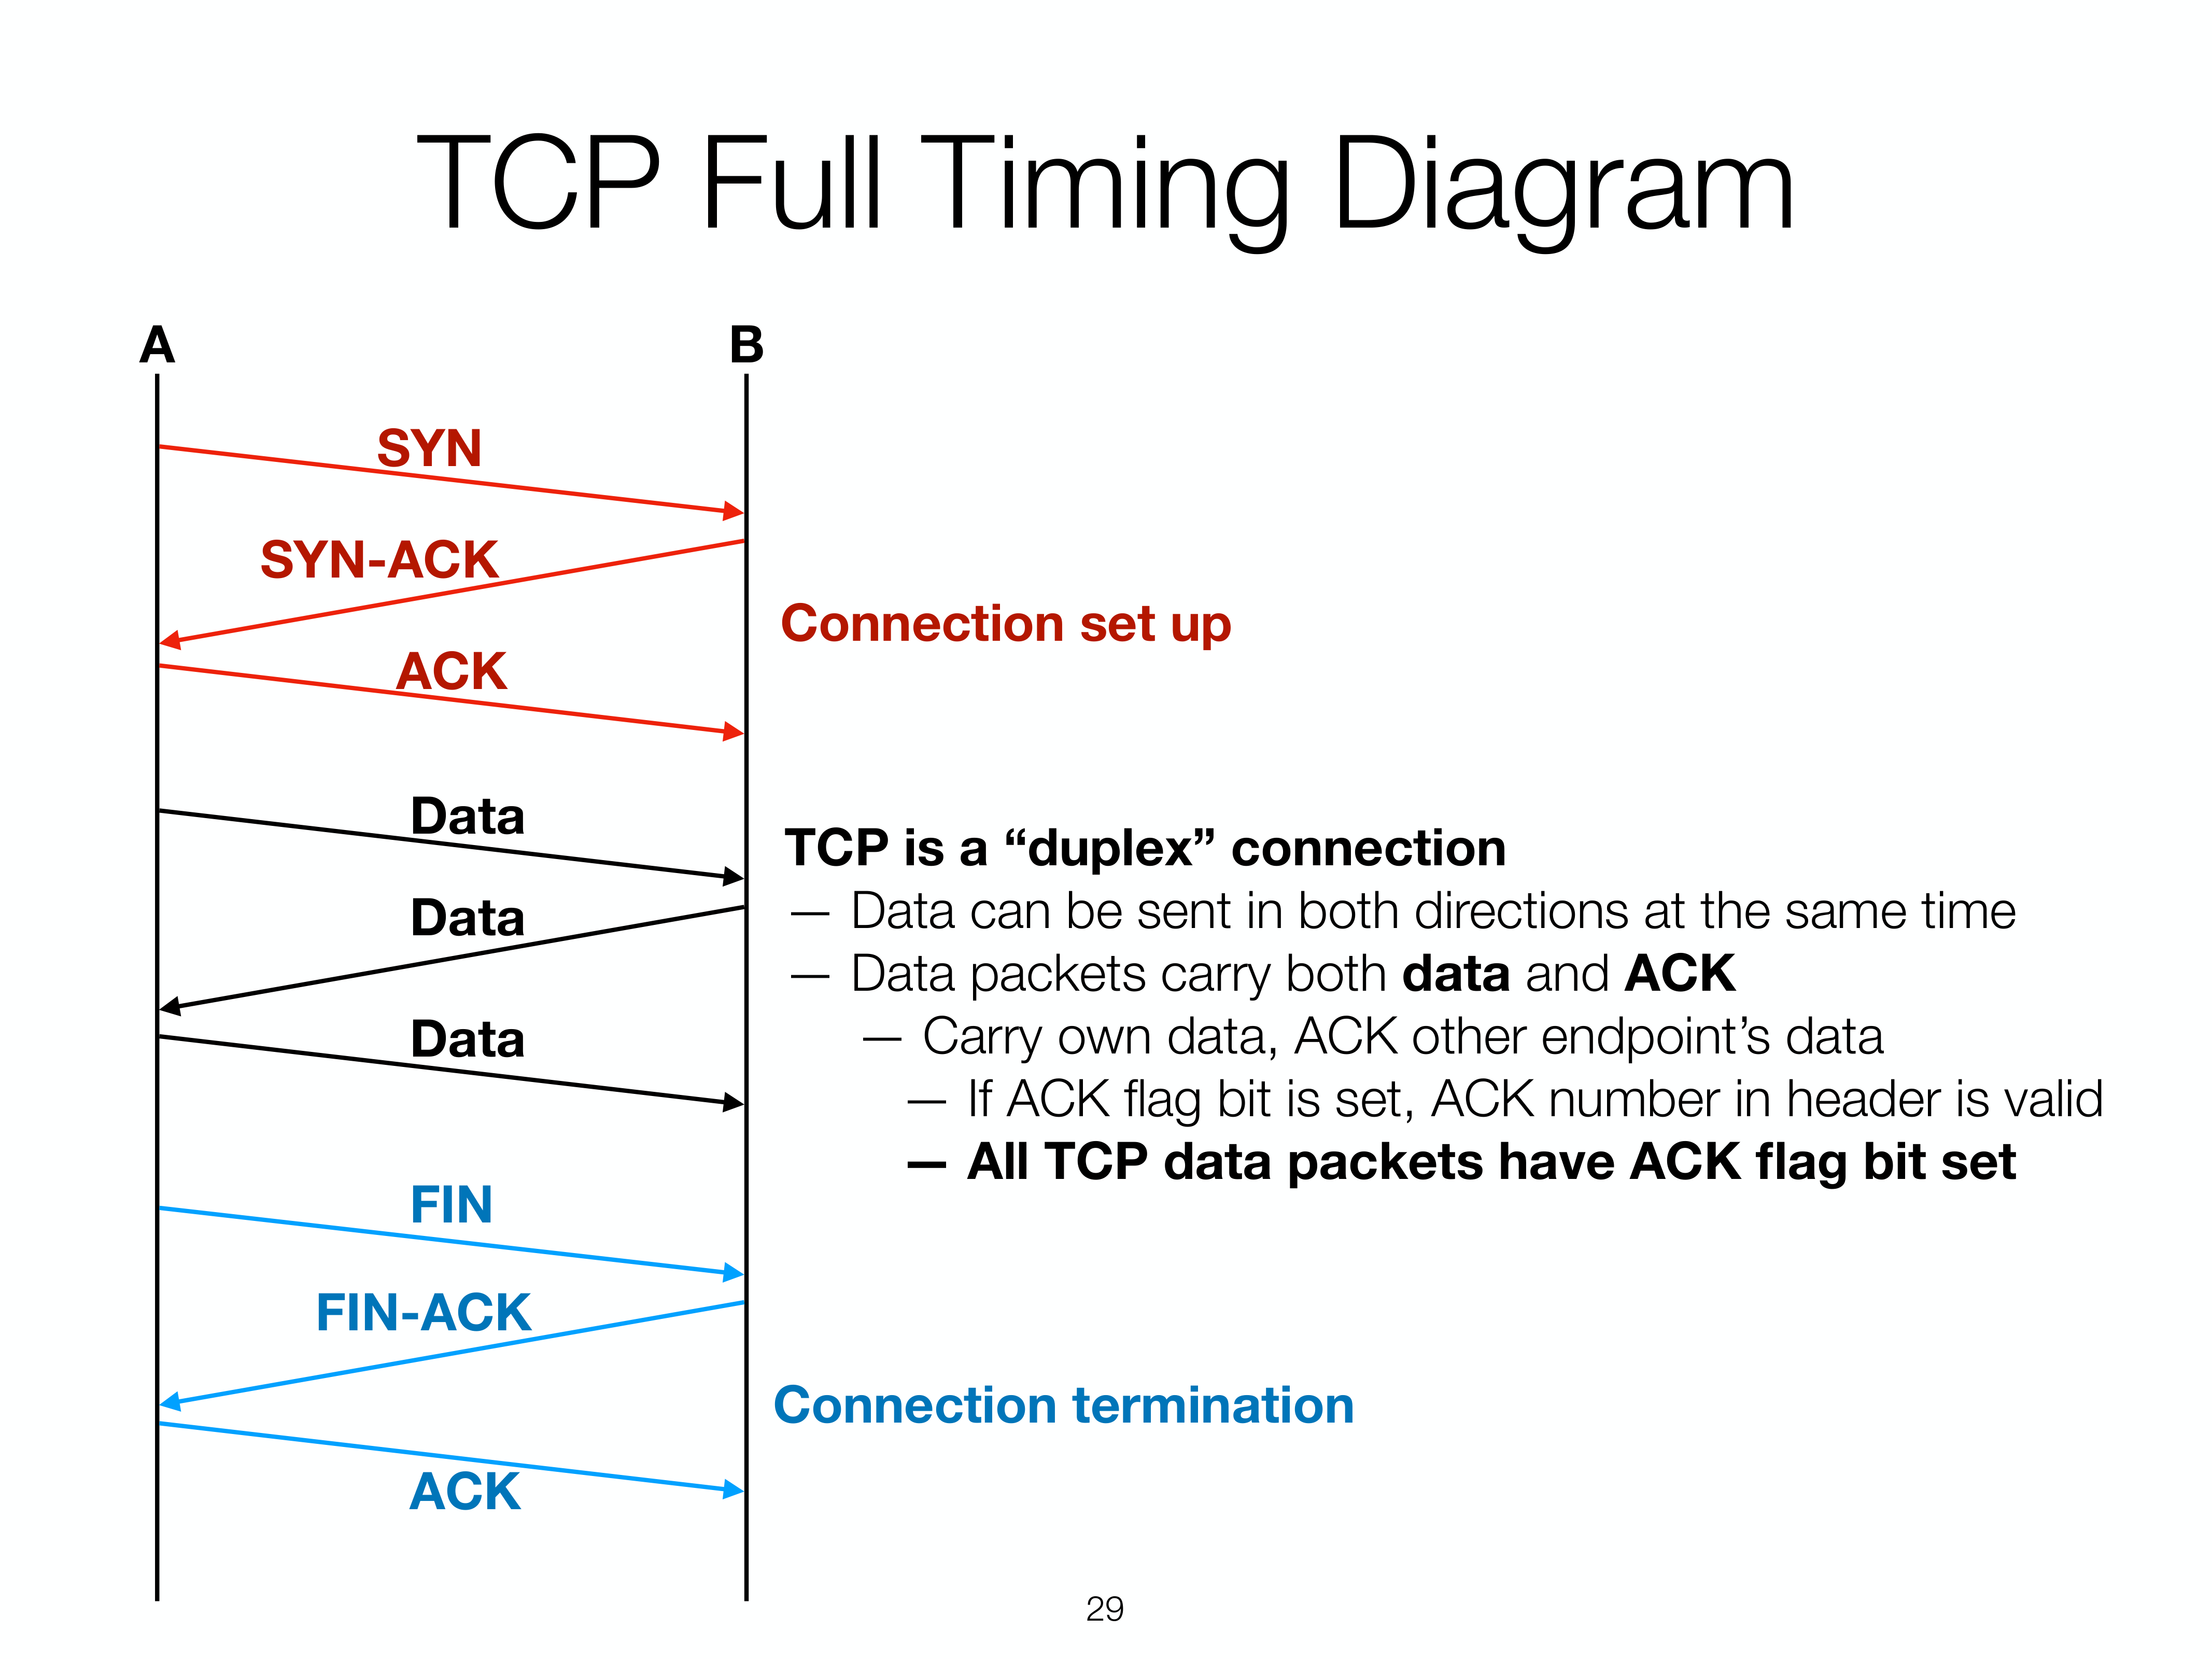 TCP Full Timing Diagram
A
B
SYN
SYN-ACK
Connection set up
ACK
Data
TCP is a “duplex” connection
— Data can be sent in both directions at the same time
Data
— Data packets carry both data and ACK
— Carry own data, ACK other endpoint’s data
Data
— If ACK flag bit is set, ACK number in header is valid
— All TCP data packets have ACK flag bit set
FIN
FIN-ACK
Connection termination
ACK
29